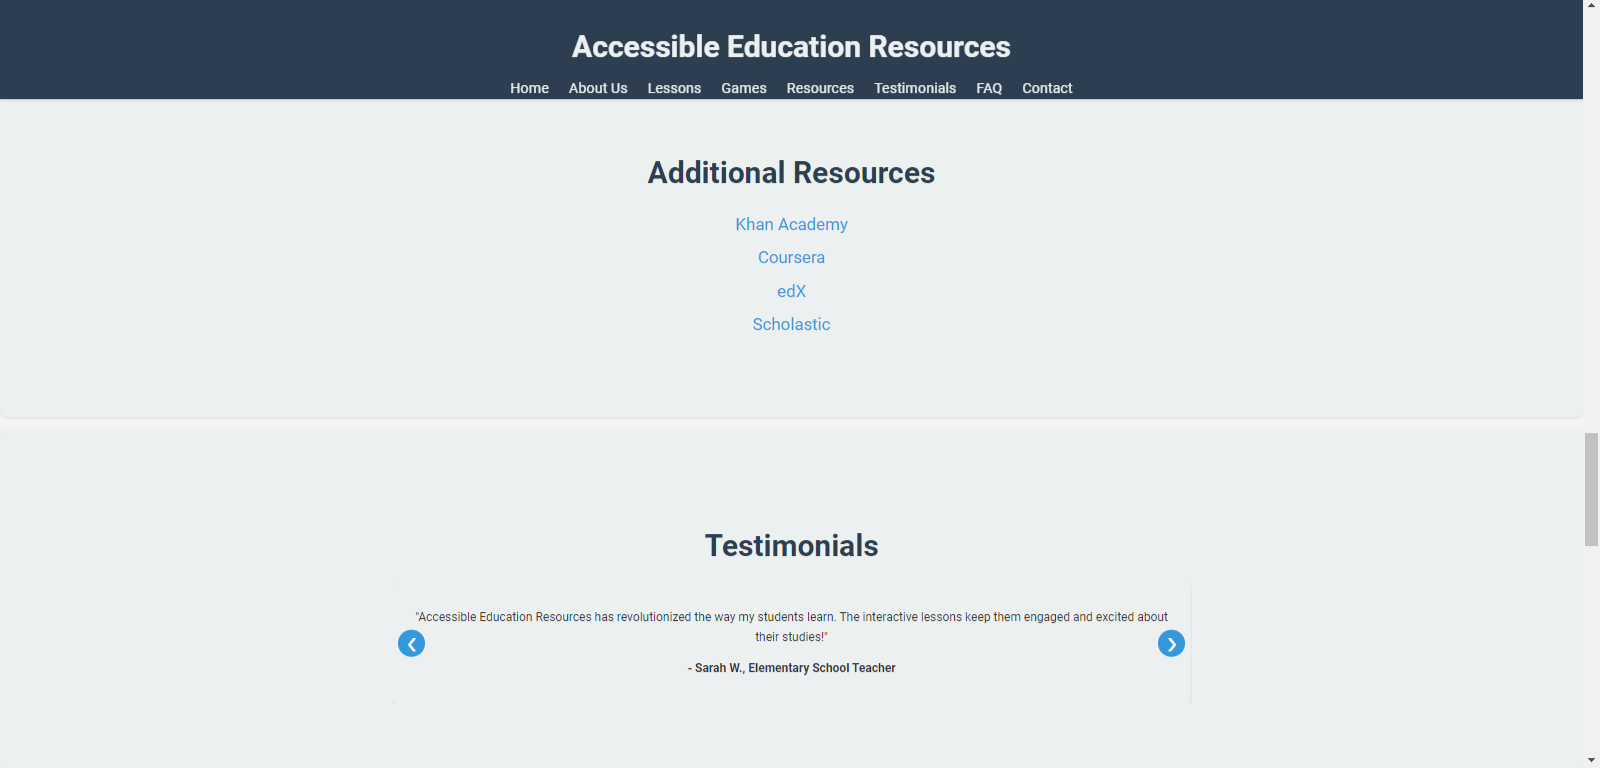 Accessible Education Resources
Home About Us Lessons Games Resources Testimonials FAQ Contact
Additional Resources
Khan Academy
Coursera
edX
Scholastic
Testimonials
"Accessible Education Resources has revolutionized the way my students learn. The interactive lessons keep them engaged and excited about
their studies!"
❮ ❯
- Sarah W., Elementary School Teacher